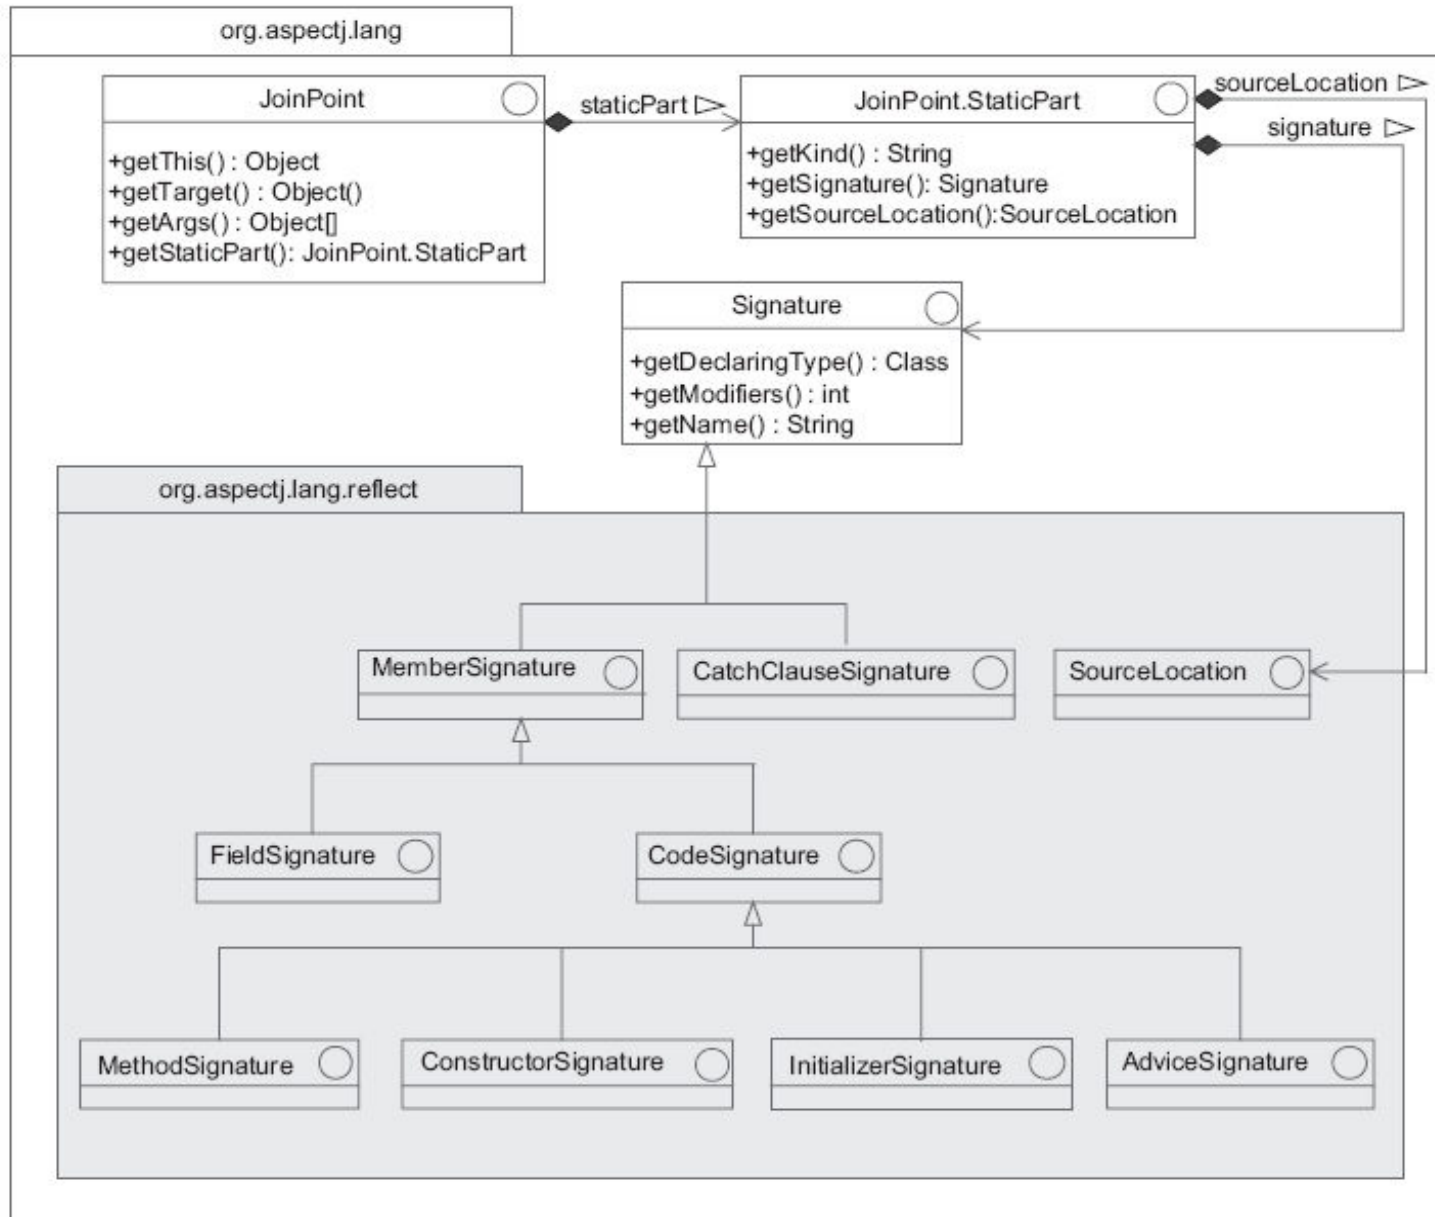 org.aspectj.lang
JoinPoint
+getThis() : Object
+getTarget() : Object()
+getArgs() : Object[]
+getStaticPart(): JoinPoint.StaticPart
staticPart
JoinPoint.StaticPart
+getKind() : String
+getSignature(): Signature
+getSourceLocation():SourceLocation
sourceLocation
signature
Signature
+getDeclaringType() : Class
+getModifiers() : int
+getName() : String
org.aspectj.lang.reflect
MemberSignature
CatchClauseSignature
SourceLocation
FieldSignature
CodeSignature
MethodSignature
ConstructorSignature
InitializerSignature
AdviceSignature